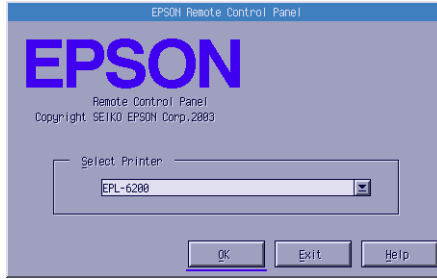 EPSON Remote Control Panel
EPSON
Remote Control Panel
Copyright SEIKO EPSON Corp.2003
Select Printer
EPL-6200
OK Exit Help